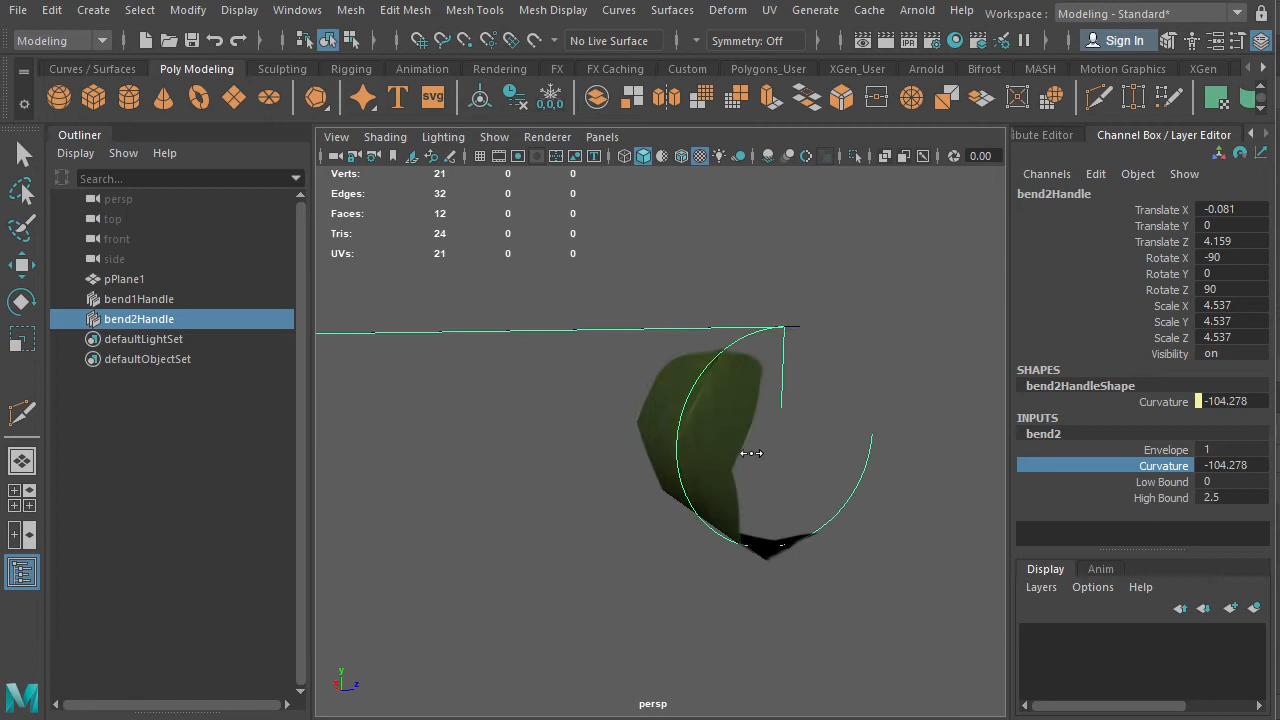 File Edit Create Select Modify Display Windows Mesh Edit Mesh Mesh Tools Mesh Display Curves Surfaces Deform UV Generate Cache Arnold Help Workspace : Modeling - Standard*
Modeling No Live Surface Symmetry: Off IPR Sign In
Curves / Surfaces Poly Modeling Sculpting Rigging Animation Rendering FX FX Caching Custom Polygons_User XGen_User Arnold Bifrost MASH Motion Graphics XGen
T svg 0,0,0
Outliner
Display Show Help
Search...
persp
top
front
side
pPlane1
bend1Handle
bend2Handle
defaultLightSet
defaultObjectSet
View Shading Lighting Show Renderer Panels
0.00
Verts: 21 0 0
Edges: 32 0 0
Faces: 12 0 0
Tris: 24 0 0
UVs: 21 0 0
y
z
persp
bute Editor Channel Box / Layer Editor
Channels Edit Object Show
bend2Handle
Translate X -0.081
Translate Y 0
Translate Z 4.159
Rotate X -90
Rotate Y 0
Rotate Z 90
Scale X 4.537
Scale Y 4.537
Scale Z 4.537
Visibility on
SHAPES
bend2HandleShape
Curvature -104.278
INPUTS
bend2
Envelope 1
Curvature -104.278
Low Bound 0
High Bound 2.5
Display Anim
Layers Options Help
M